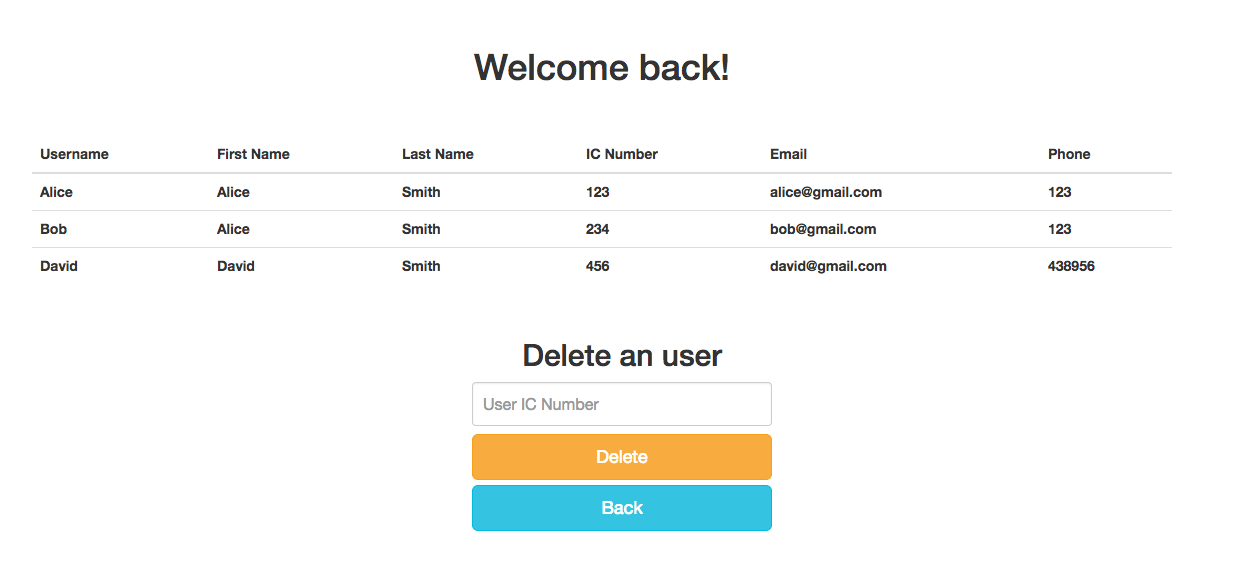 Welcome back!
Username First Name Last Name IC Number Email Phone
Alice Alice Smith 123 alice@gmail.com 123
Bob Alice Smith 234 bob@gmail.com 123
David David Smith 456 david@gmail.com 438956
Delete an user
User IC Number
Delete
Back